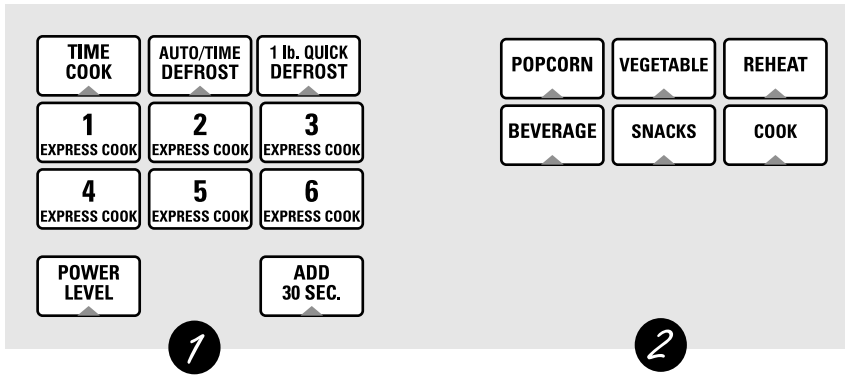 TIME
COOK
AUTO/TIME
DEFROST
1 lb. QUICK
DEFROST
1
EXPRESS COOK
2
EXPRESS COOK
3
EXPRESS COOK
4
EXPRESS COOK
5
EXPRESS COOK
6
EXPRESS COOK
POWER
LEVEL
ADD
30 SEC.
1
POPCORN
VEGETABLE
REHEAT
BEVERAGE
SNACKS
COOK
2